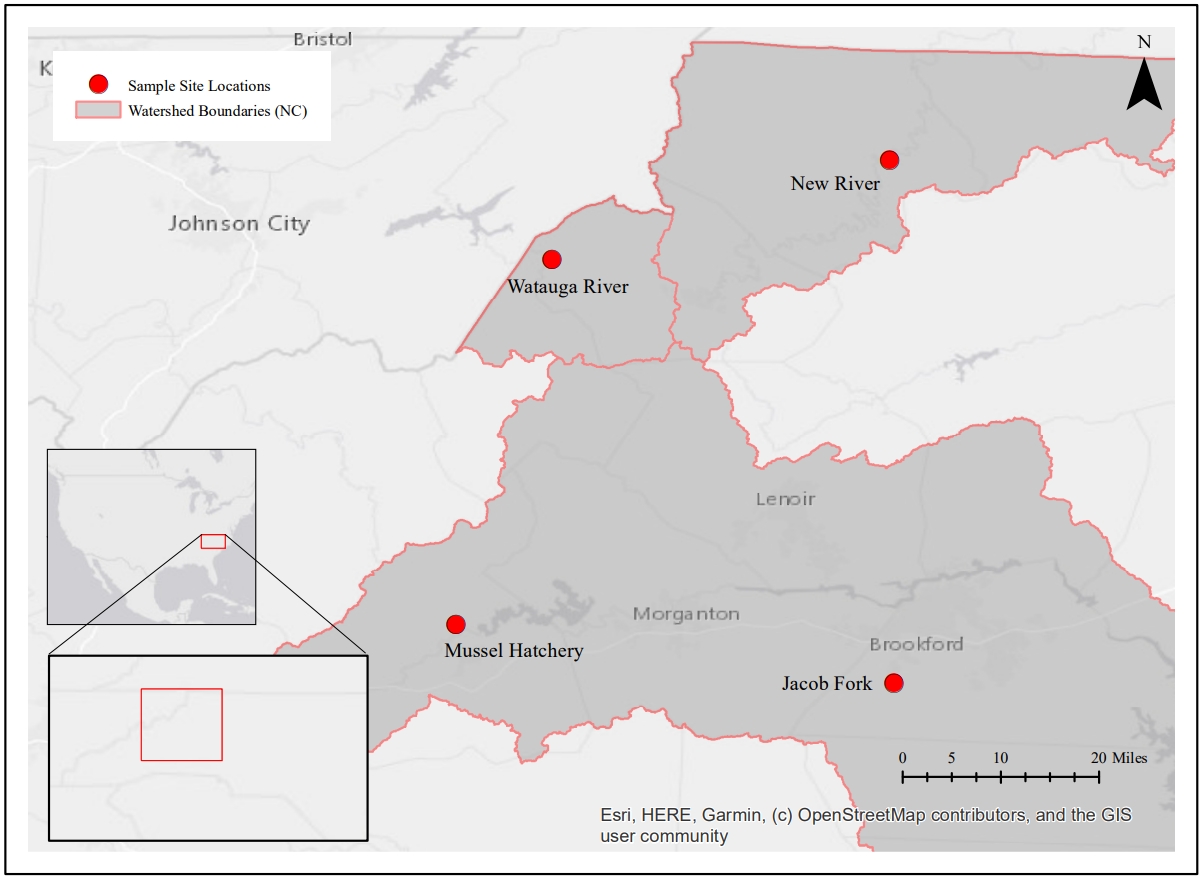 Bristol
K
Sample Site Locations
Watershed Boundaries (NC)
N
New River
Johnson City
Watauga River
Lenoir
Morganton
Mussel Hatchery
Brookford
Jacob Fork
0 5 10 20 Miles
Esri, HERE, Garmin, (c) OpenStreetMap contributors, and the GIS
user community